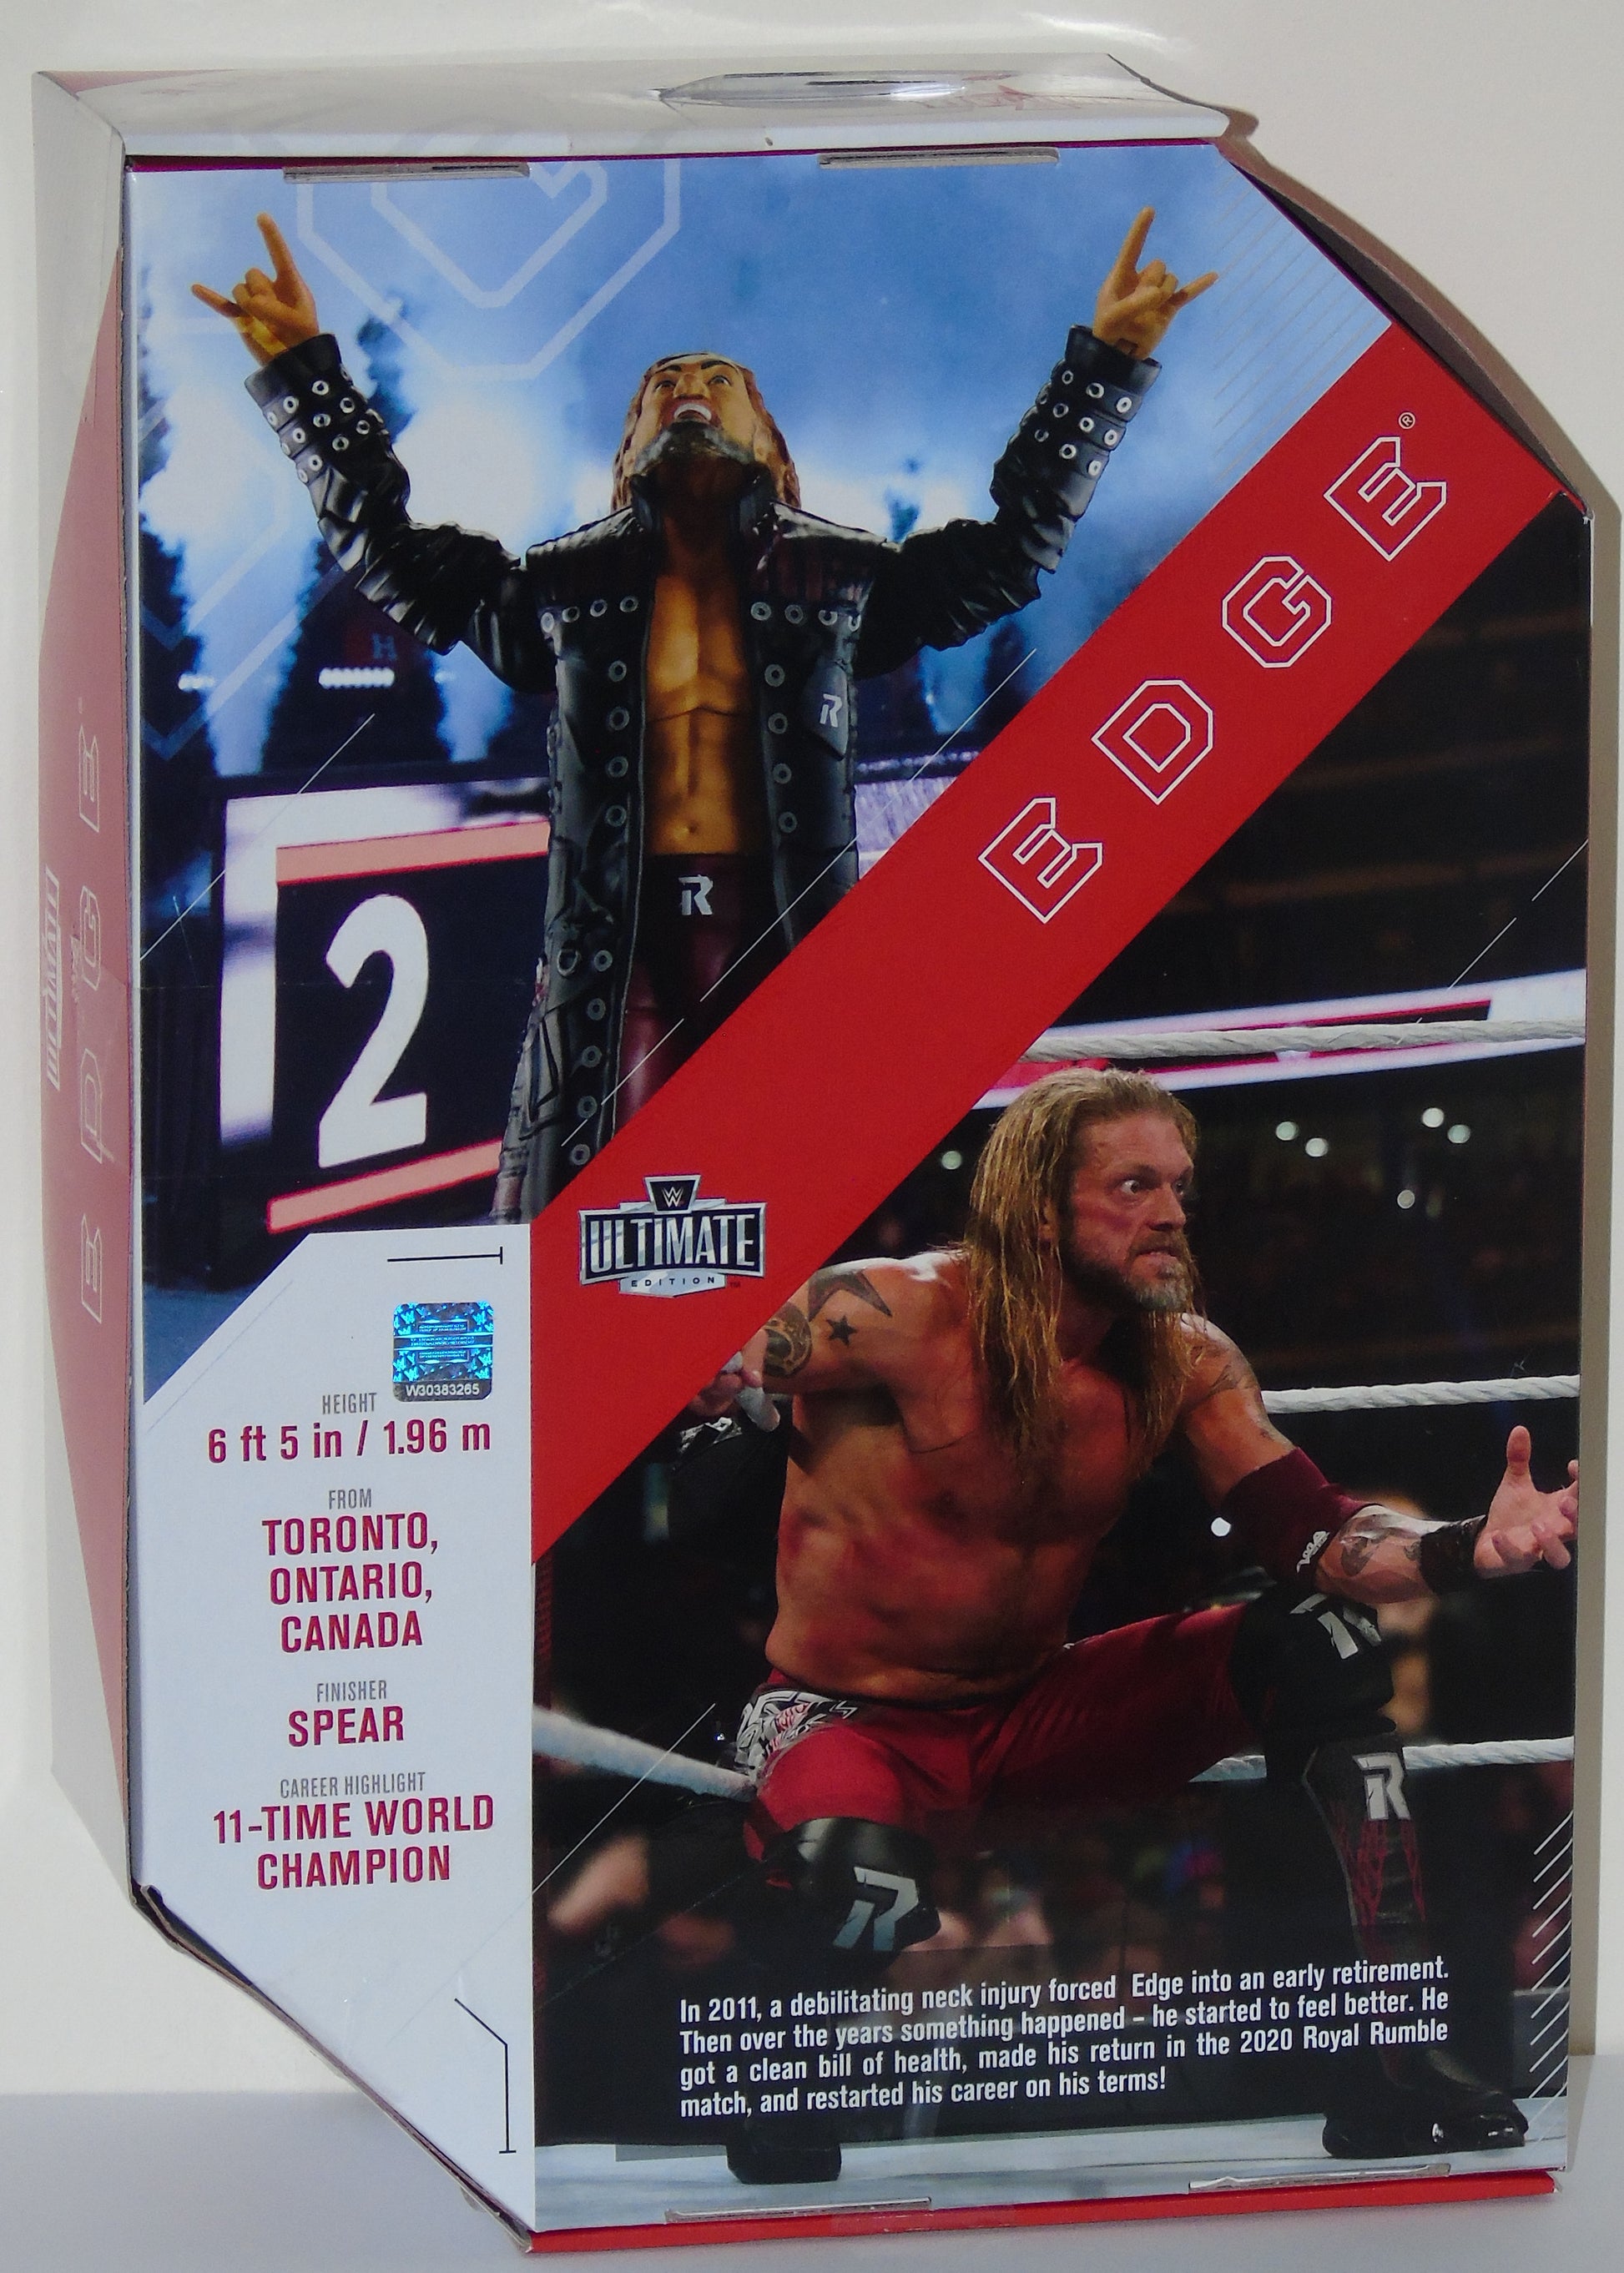 EDGE®
R
R
2
W
ULTIMATE
EDITION™
W30383265
HEIGHT
6 ft 5 in / 1.96 m
FROM
TORONTO,
ONTARIO,
CANADA
FINISHER
SPEAR
CAREER HIGHLIGHT
11-TIME WORLD
CHAMPION
R
R
In 2011, a debilitating neck injury forced Edge into an early retirement.
Then over the years something happened – he started to feel better. He
got a clean bill of health, made his return in the 2020 Royal Rumble
match, and restarted his career on his terms!
EDGE
ULTIMATE